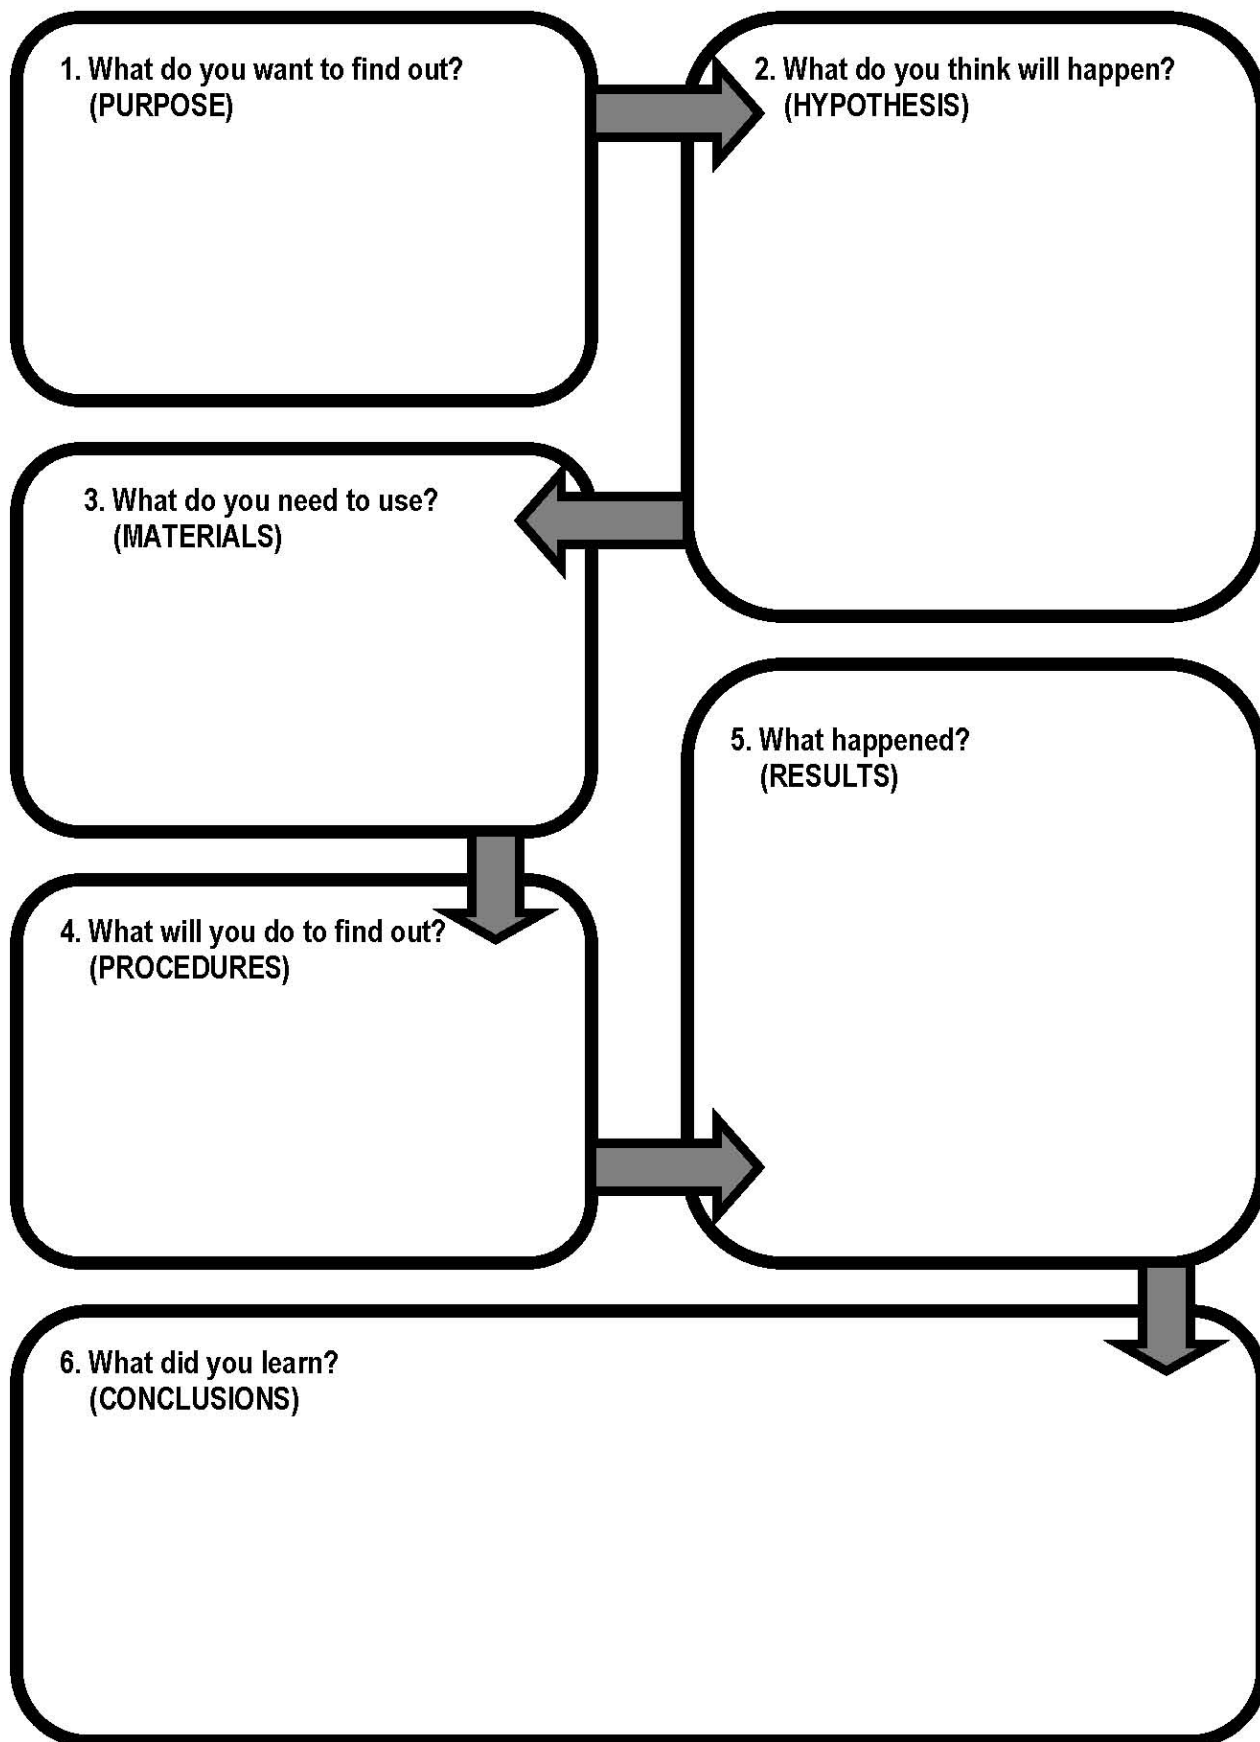 1. What do you want to find out?
(PURPOSE)
2. What do you think will happen?
(HYPOTHESIS)
3. What do you need to use?
(MATERIALS)
4. What will you do to find out?
(PROCEDURES)
5. What happened?
(RESULTS)
6. What did you learn?
(CONCLUSIONS)